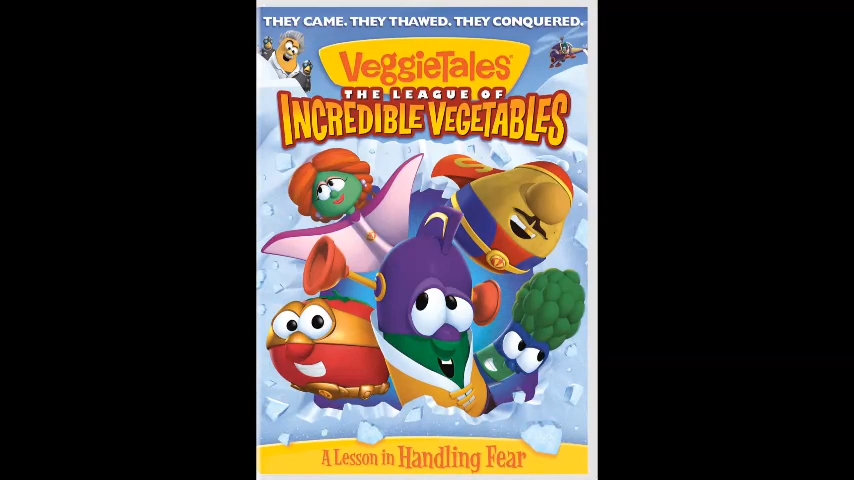 THEY CAME. THEY THAWED. THEY CONQUERED.
VeggieTales
THE LEAGUE OF
INCREDIBLE VEGETABLES
A Lesson in Handling Fear